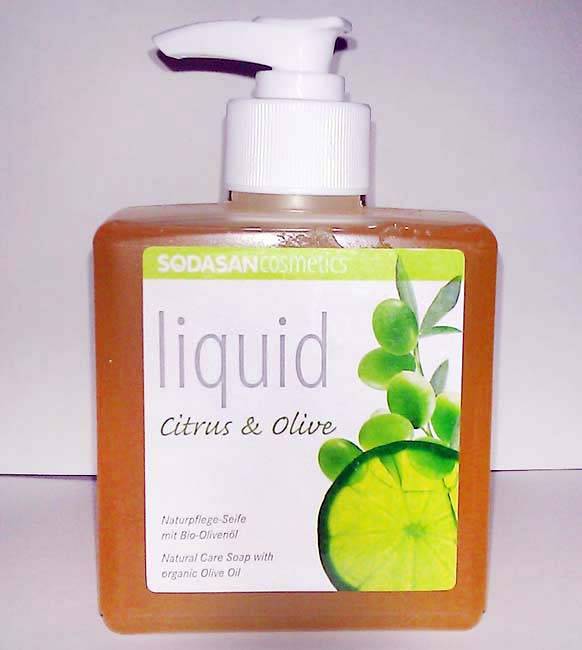 SODASANcosmetics
liquid
Citrus & Olive
Naturpflege-Seife
mit Bio-Olivenöl
Natural Care Soap with
organic Olive Oil